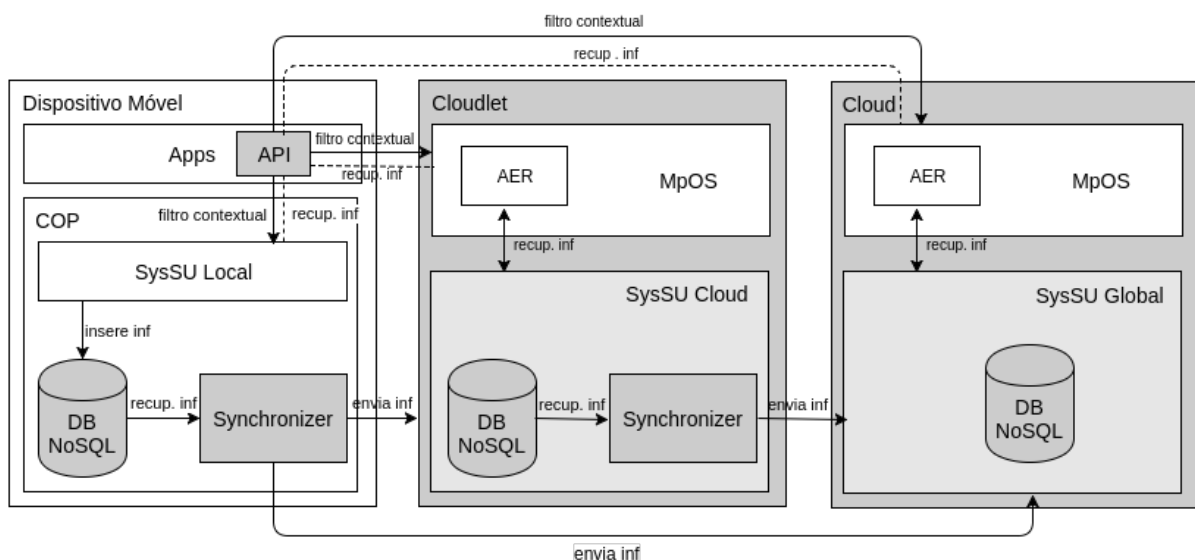 filtro contextual
recup . inf
Dispositivo Móvel
Apps
API
filtro contextual
recup. inf
COP
filtro contextual
recup. inf
SysSU Local
insere inf
DB
NoSQL
recup. inf
Synchronizer
envia inf
Cloudlet
AER
MpOS
recup. inf
SysSU Cloud
DB
NoSQL
recup. inf
Synchronizer
envia inf
Cloud
AER
MpOS
recup. inf
SysSU Global
DB
NoSQL
envia inf